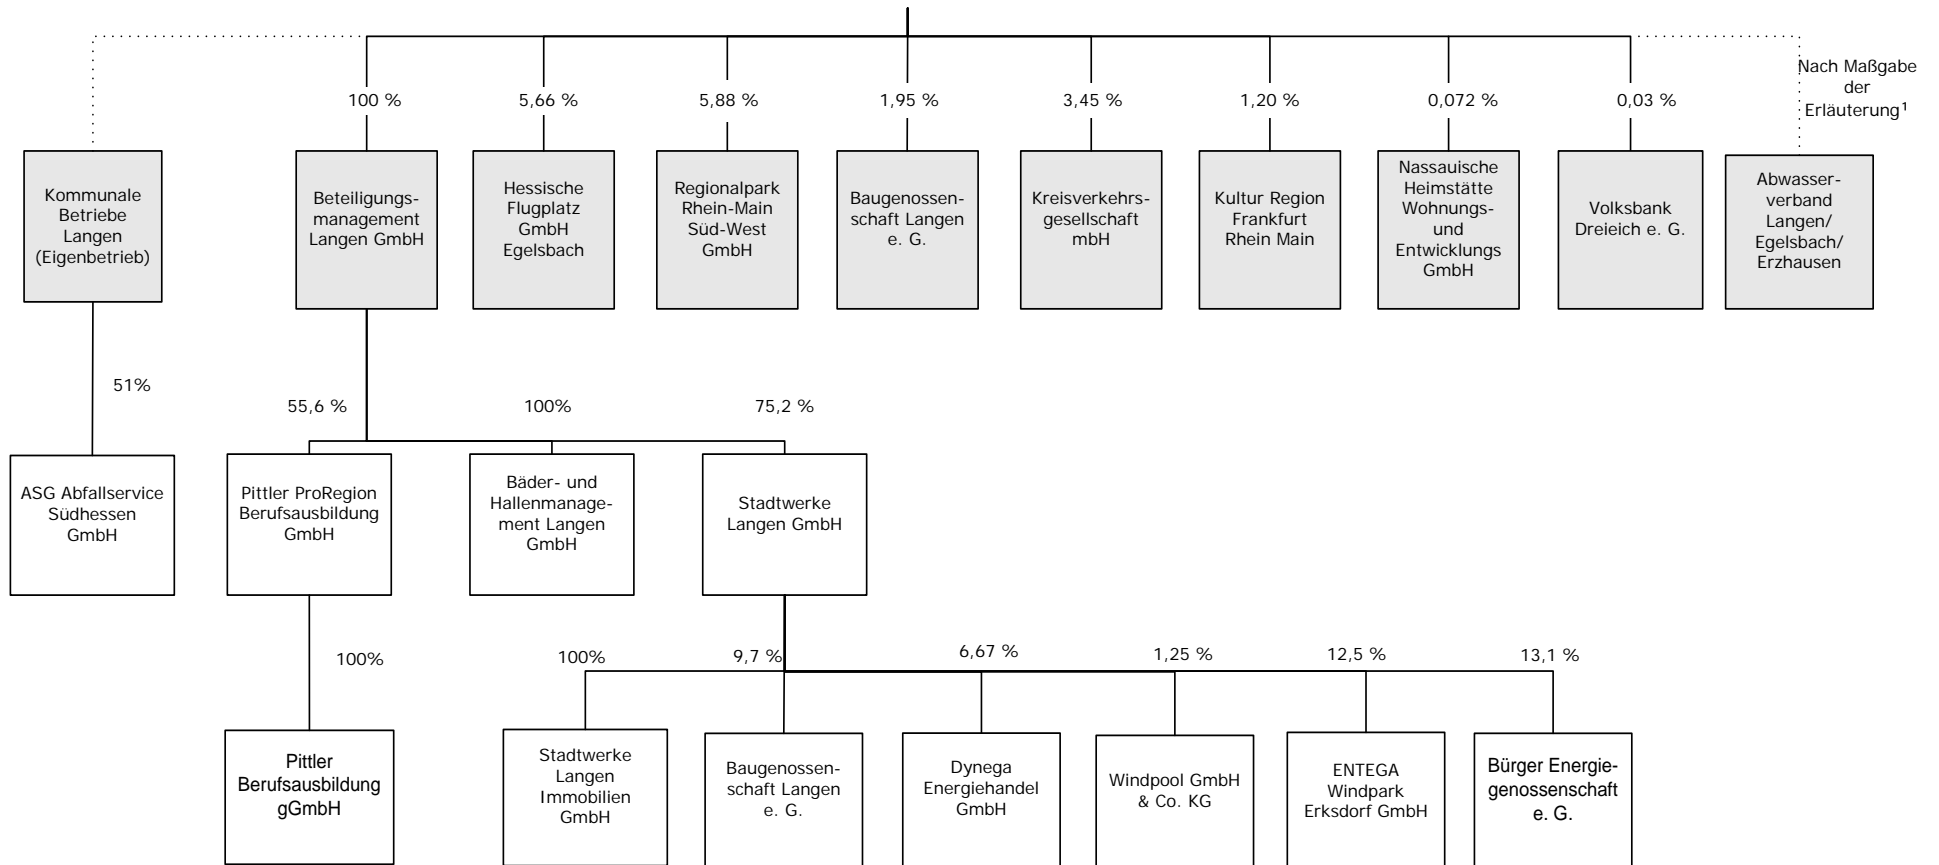 Nach Maßgabe
der
Erläuterung¹
100 %
5,66 %
5,88 %
1,95 %
3,45 %
1,20 %
0,072 %
0,03 %
Kommunale
Betriebe
Langen
(Eigenbetrieb)
Beteiligungs-
management
Langen GmbH
Hessische
Flugplatz
GmbH
Egelsbach
Regionalpark
Rhein-Main
Süd-West
GmbH
Baugenossen-
schaft Langen
e. G.
Kreisverkehrs-
gesellschaft
mbH
Kultur Region
Frankfurt
Rhein Main
Nassauische
Heimstätte
Wohnungs-
und
Entwicklungs
GmbH
Volksbank
Dreieich e. G.
Abwasser-
verband
Langen/
Egelsbach/
Erzhausen
51%
55,6 %
100%
75,2 %
ASG Abfallservice
Südhessen
GmbH
Pittler ProRegion
Berufsausbildung
GmbH
Bäder- und
Hallenmanage-
ment Langen
GmbH
Stadtwerke
Langen GmbH
100%
100%
9,7 %
6,67 %
1,25 %
12,5 %
13,1 %
Pittler
Berufsausbildung
gGmbH
Stadtwerke
Langen
Immobilien
GmbH
Baugenossen-
schaft Langen
e. G.
Dynega
Energiehandel
GmbH
Windpool GmbH
& Co. KG
ENTEGA
Windpark
Erksdorf GmbH
Bürger Energie-
genossenschaft
e. G.